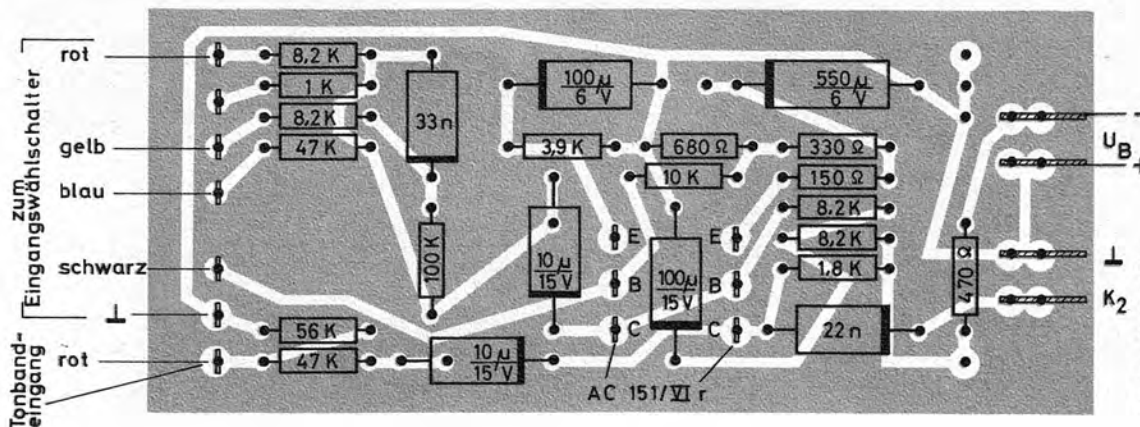 zum
Eingangswählschalter
rot
gelb
blau
schwarz
⊥
Tonband-
eingang
rot
8,2 K
1 K
8,2 K
47 K
33 n
100 K
56 K
47 K
10 µ
15 V
100 µ
6 V
3,9 K
10 µ
15 V
E
B
C
680 Ω
10 K
100 µ
15 V
AC 151/VI r
550 µ
6 V
330 Ω
150 Ω
8,2 K
8,2 K
1,8 K
22 n
E
B
C
470 Ω
−
U_B
+
⊥
K₂